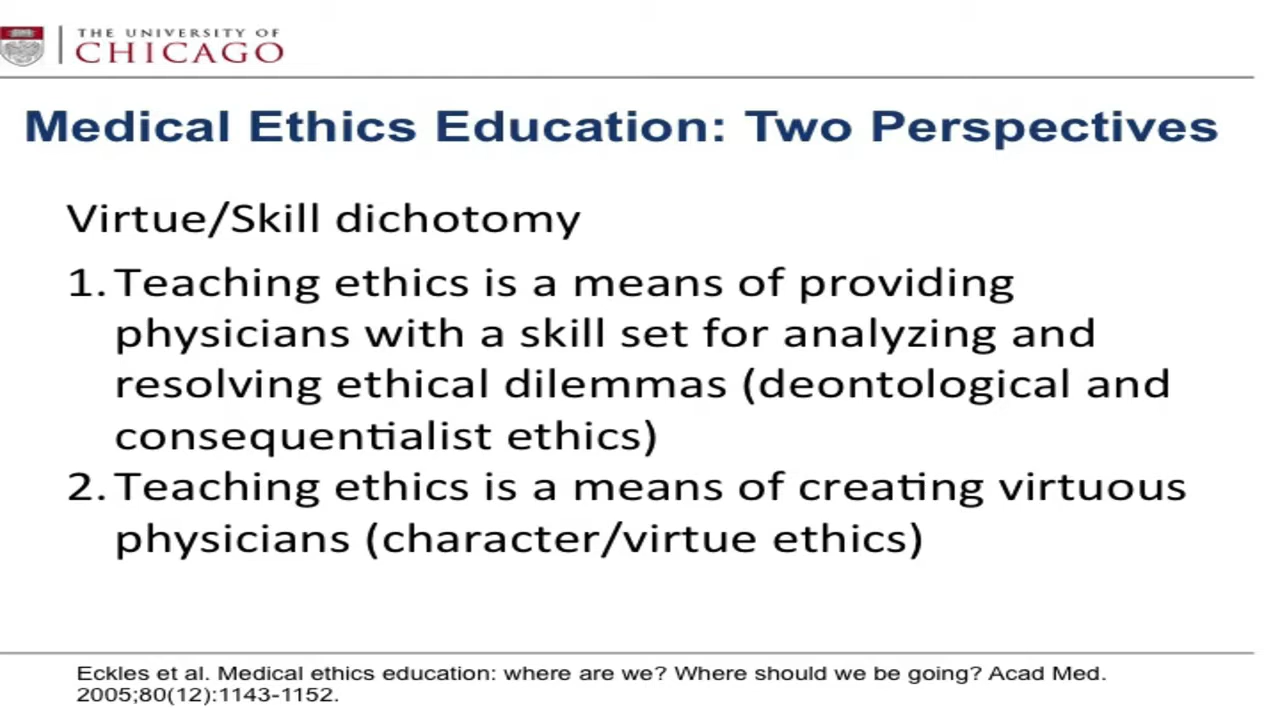 THE UNIVERSITY OF
CHICAGO
Medical Ethics Education: Two Perspectives
Virtue/Skill dichotomy
1. Teaching ethics is a means of providing
physicians with a skill set for analyzing and
resolving ethical dilemmas (deontological and
consequentialist ethics)
2. Teaching ethics is a means of creating virtuous
physicians (character/virtue ethics)
Eckles et al. Medical ethics education: where are we? Where should we be going? Acad Med.
2005;80(12):1143-1152.